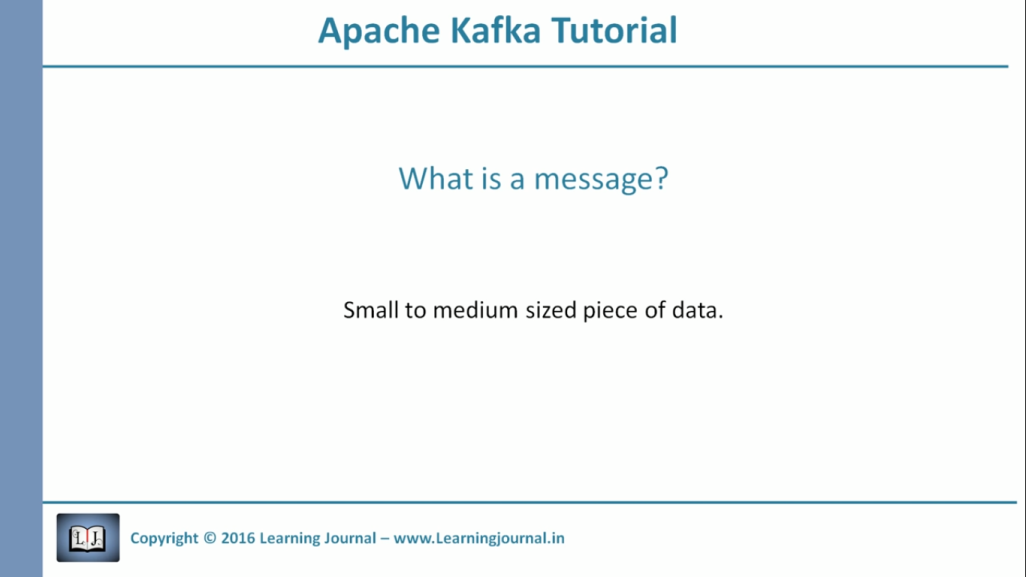 Apache Kafka Tutorial
What is a message?
Small to medium sized piece of data.
LJ
Copyright © 2016 Learning Journal – www.Learningjournal.in